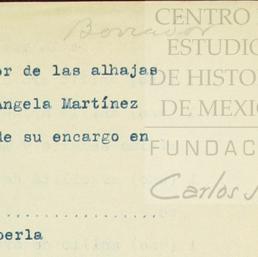 Borrador
CENTRO
ESTUDIO
DE HISTO
DE MEXI
FUNDAC
Carlos
or de las alhajas
Angela Martínez
de su encargo en
....................
perla